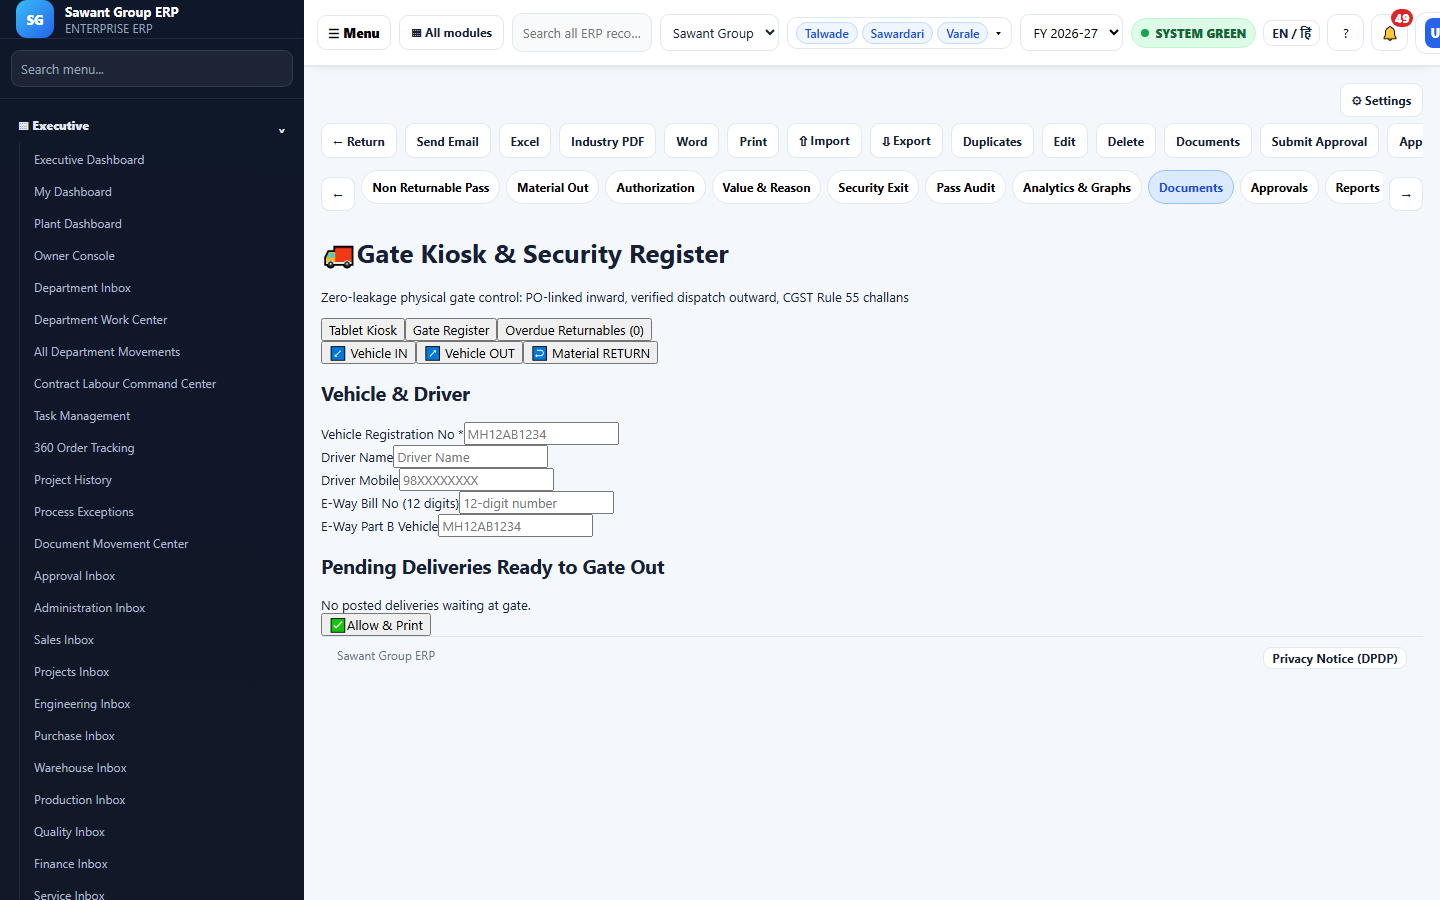 SG
Sawant Group ERP
ENTERPRISE ERP
Search menu...
Executive
Executive Dashboard
My Dashboard
Plant Dashboard
Owner Console
Department Inbox
Department Work Center
All Department Movements
Contract Labour Command Center
Task Management
360 Order Tracking
Project History
Process Exceptions
Document Movement Center
Approval Inbox
Administration Inbox
Sales Inbox
Projects Inbox
Engineering Inbox
Purchase Inbox
Warehouse Inbox
Production Inbox
Quality Inbox
Finance Inbox
Service Inbox
☰ Menu
All modules
Search all ERP reco...
Sawant Group
Talwade Sawardari Varale
FY 2026-27
SYSTEM GREEN
EN / हिं
?
49
U
⚙ Settings
← Return Send Email Excel Industry PDF Word Print ⇧ Import ⇩ Export Duplicates Edit Delete Documents Submit Approval App
← Non Returnable Pass Material Out Authorization Value & Reason Security Exit Pass Audit Analytics & Graphs Documents Approvals Reports →
Gate Kiosk & Security Register
Zero-leakage physical gate control: PO-linked inward, verified dispatch outward, CGST Rule 55 challans
Tablet Kiosk Gate Register Overdue Returnables (0)
Vehicle IN Vehicle OUT Material RETURN
Vehicle & Driver
Vehicle Registration No * MH12AB1234
Driver Name Driver Name
Driver Mobile 98XXXXXXXX
E-Way Bill No (12 digits) 12-digit number
E-Way Part B Vehicle MH12AB1234
Pending Deliveries Ready to Gate Out
No posted deliveries waiting at gate.
✅ Allow & Print
Sawant Group ERP
Privacy Notice (DPDP)